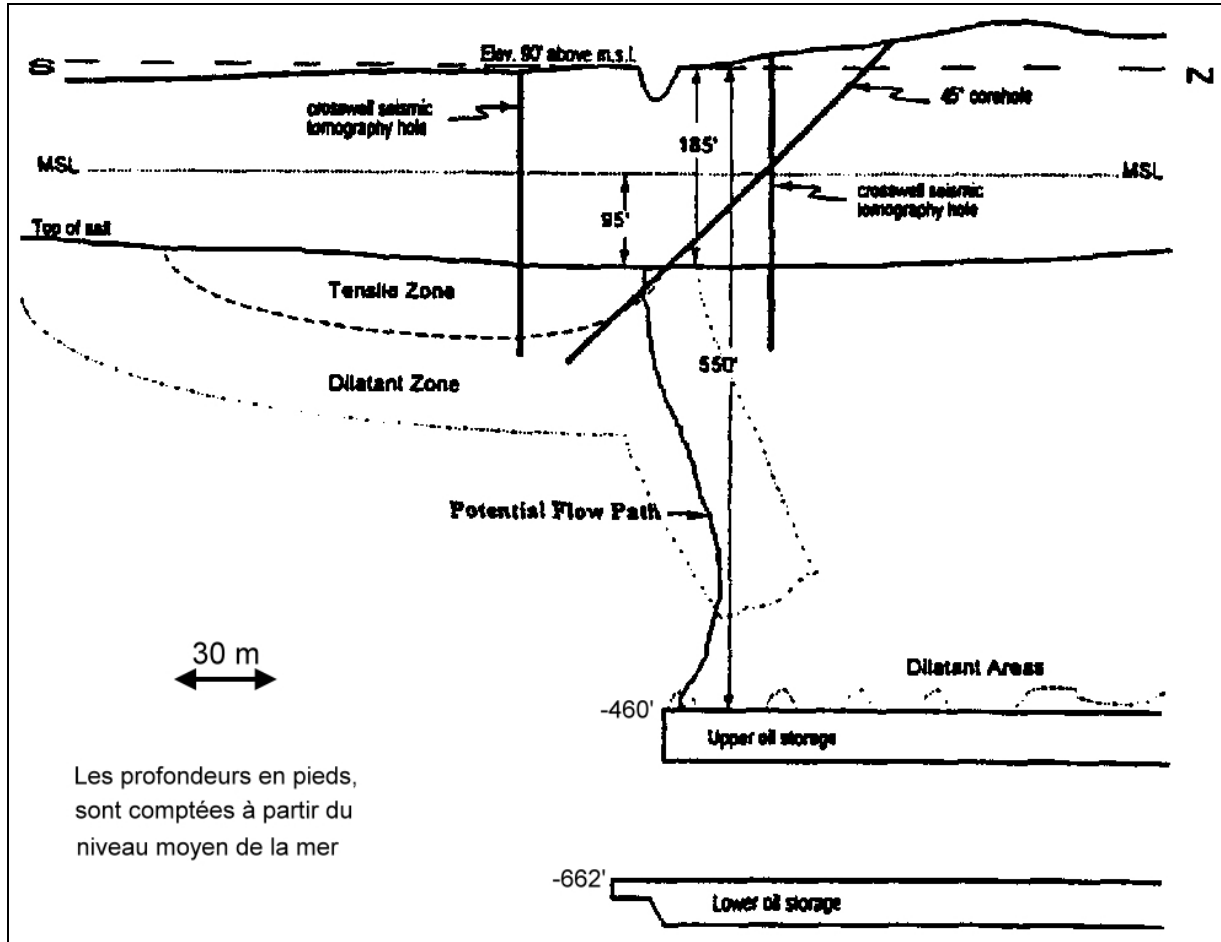 Elev. 90' above m.s.l.
S
N
crosswell seismic
tomography hole
45° corehole
185'
MSL
MSL
crosswell seismic
tomography hole
95'
Top of salt
Tensile Zone
550'
Dilatant Zone
Potential Flow Path
30 m
Dilatant Areas
-460'
Upper oil storage
Les profondeurs en pieds,
sont comptées à partir du
niveau moyen de la mer
-662'
Lower oil storage